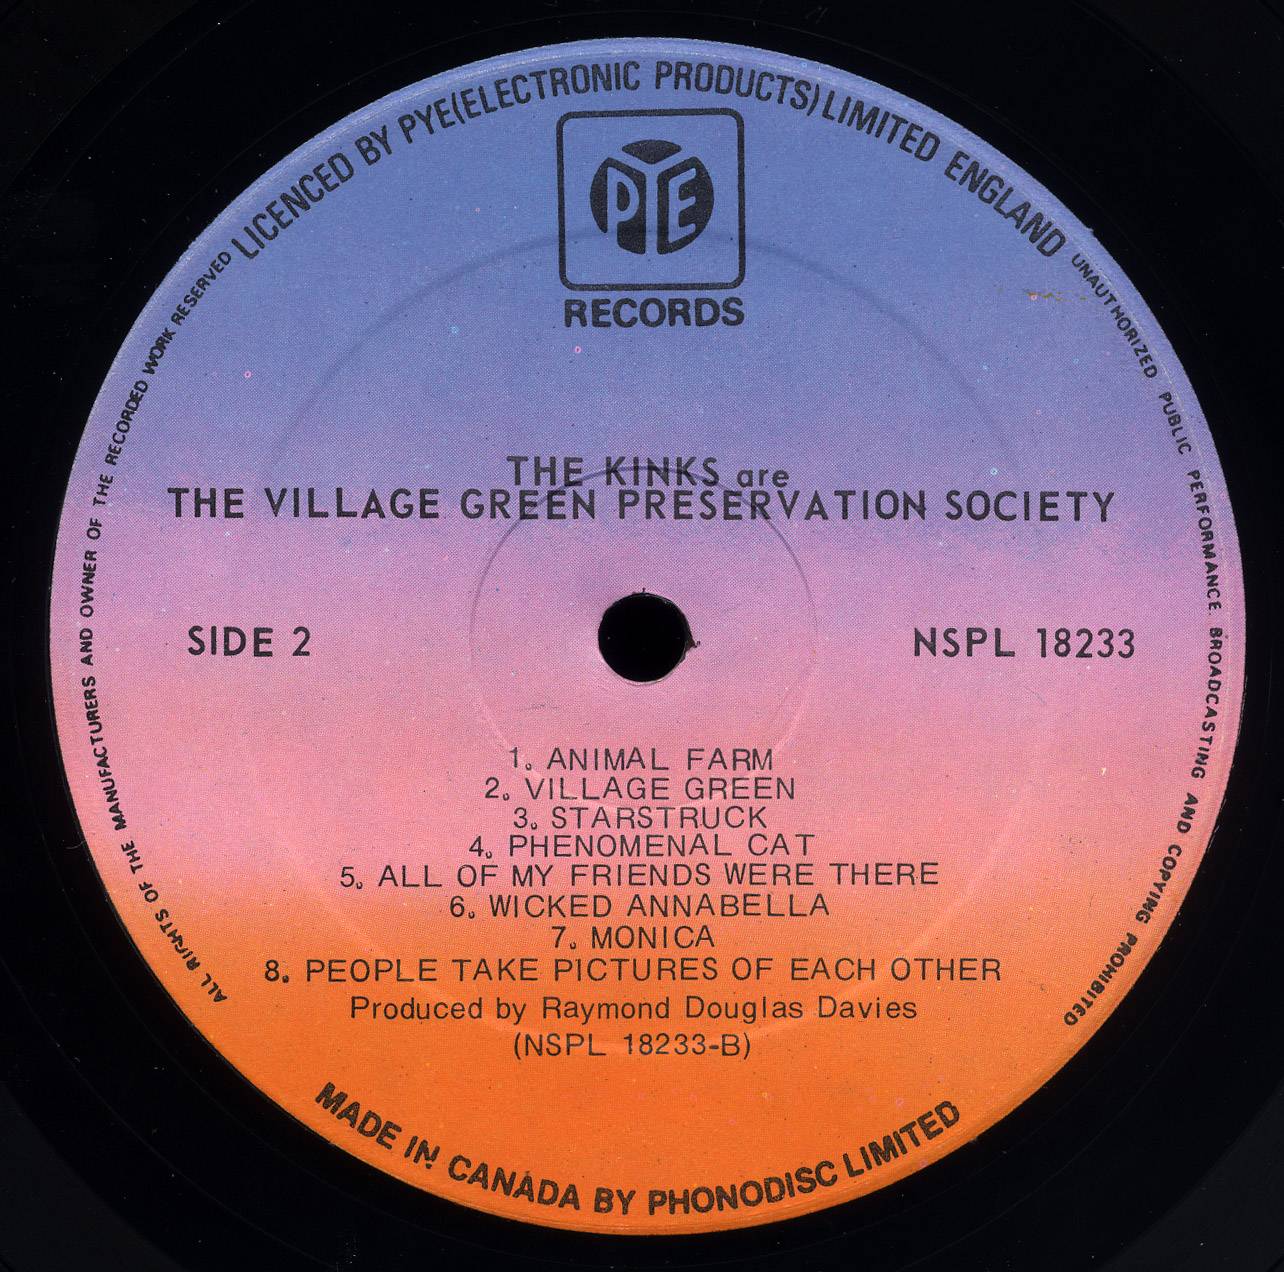 LICENCED BY PYE(ELECTRONIC PRODUCTS) LIMITED ENGLAND
UNAUTHORIZED PUBLIC PERFORMANCE. BROADCASTING AND COPYING PROHIBITED
ALL RIGHTS OF THE MANUFACTURERS AND OWNER OF THE RECORDED WORK RESERVED
PYE
RECORDS
THE KINKS are
THE VILLAGE GREEN PRESERVATION SOCIETY
SIDE 2
NSPL 18233
1. ANIMAL FARM
2. VILLAGE GREEN
3. STARSTRUCK
4. PHENOMENAL CAT
5. ALL OF MY FRIENDS WERE THERE
6. WICKED ANNABELLA
7. MONICA
8. PEOPLE TAKE PICTURES OF EACH OTHER
Produced by Raymond Douglas Davies
(NSPL 18233-B)
MADE IN CANADA BY PHONODISC LIMITED